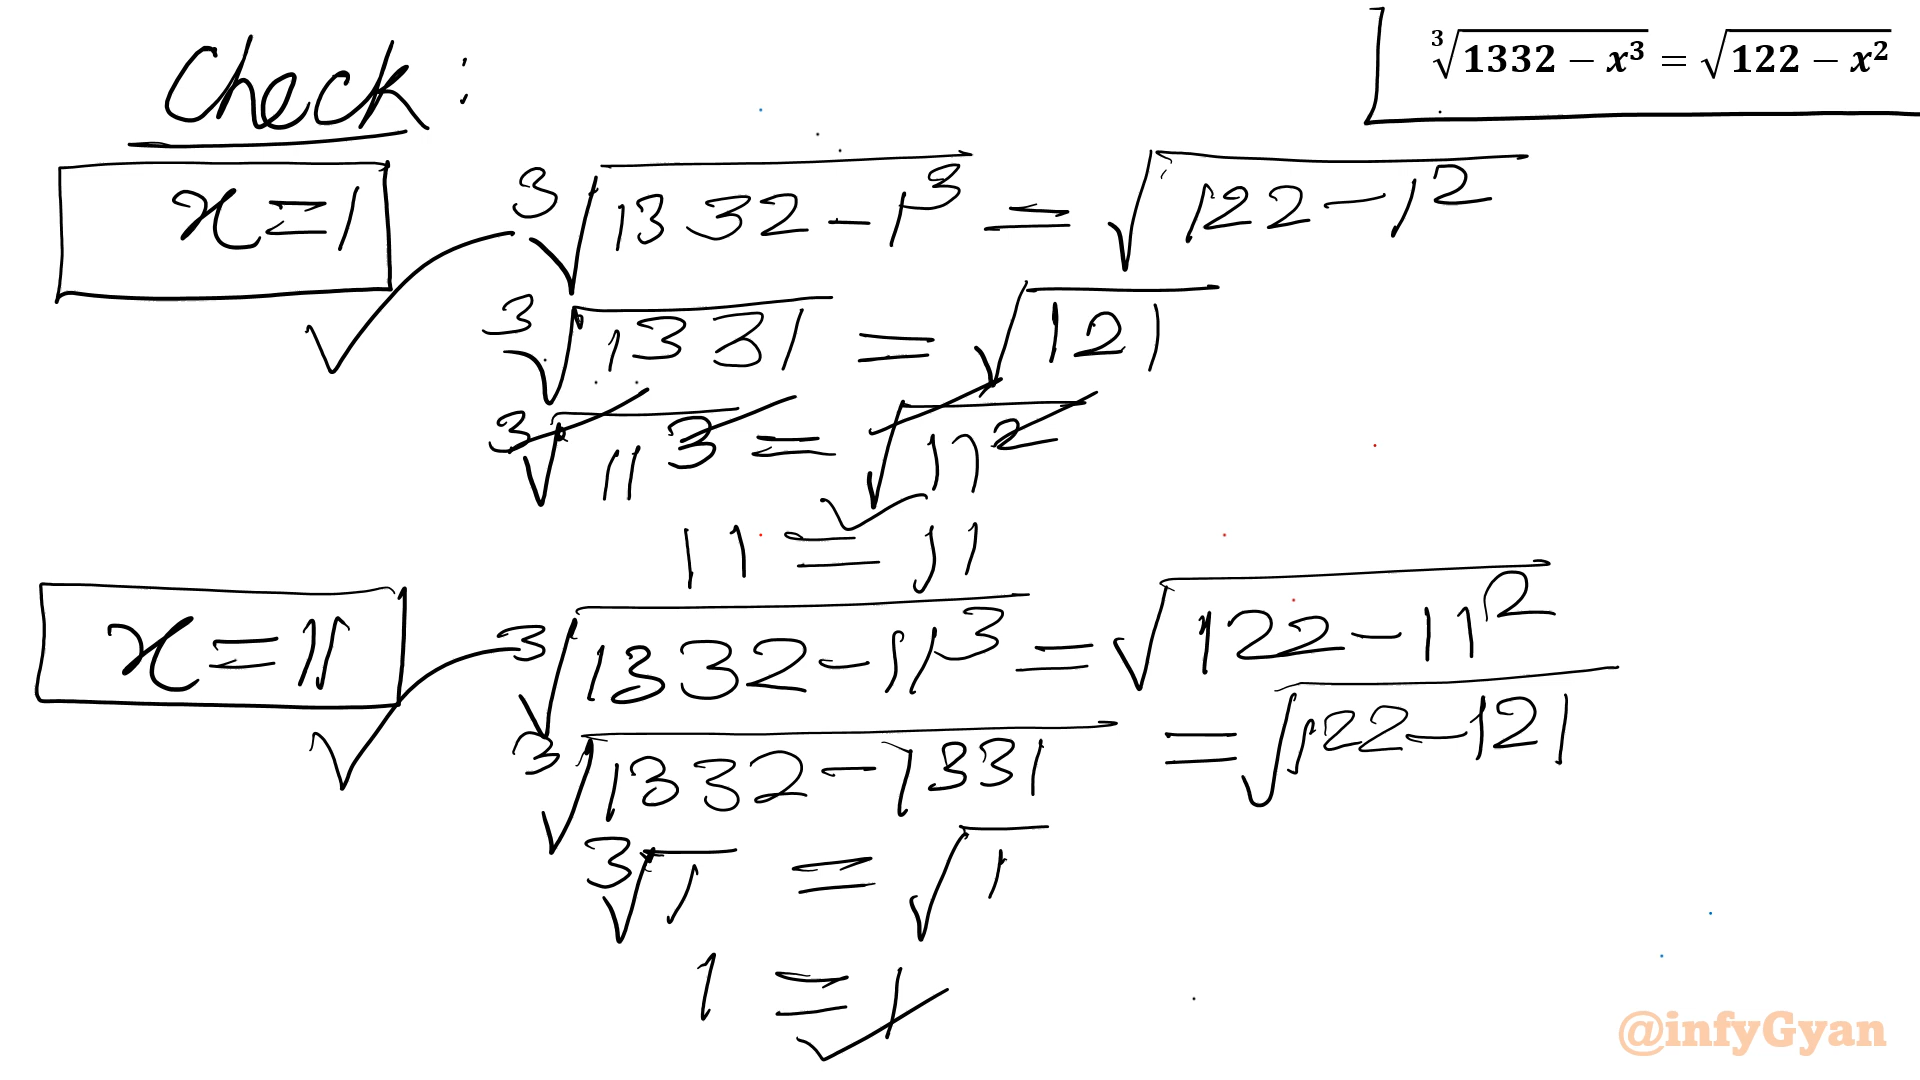 Check :
∛(1332 − x³) = √(122 − x²)
x = 1
∛(1332 − 1³) = √(122 − 1²)
∛1331 = √121
∛11³ = √11²
11 = 11
x = 11
∛(1332 − 11³) = √(122 − 11²)
∛(1332 − 1331) = √(122 − 121)
∛1 = √1
1 = 1
@infyGyan